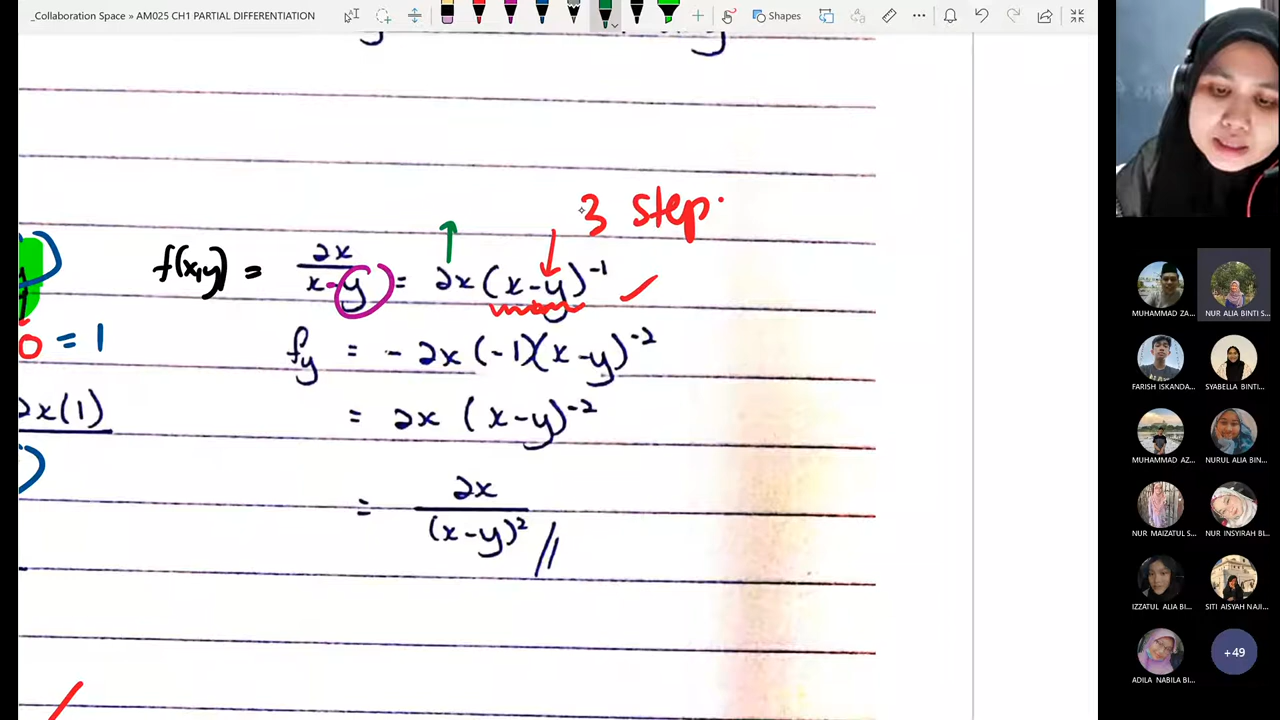 _Collaboration Space » AM025 CH1 PARTIAL DIFFERENTIATION
Shapes
3 step.
f(x,y) = 2x/(x-y) = 2x (x-y)^-1
fy = -2x (-1)(x-y)^-2
= 2x (x-y)^-2
= 2x/(x-y)^2 //
0 = 1
2x(1)
MUHAMMAD ZA...
NUR ALIA BINTI S...
FARISH ISKANDA...
SYABELLA BINTI...
MUHAMMAD AZ...
NURUL ALIA BIN...
NUR MAIZATUL S...
NUR INSYIRAH BI...
IZZATUL ALIA BI...
SITI AISYAH NAJI...
ADILA NABILA BI...
+49